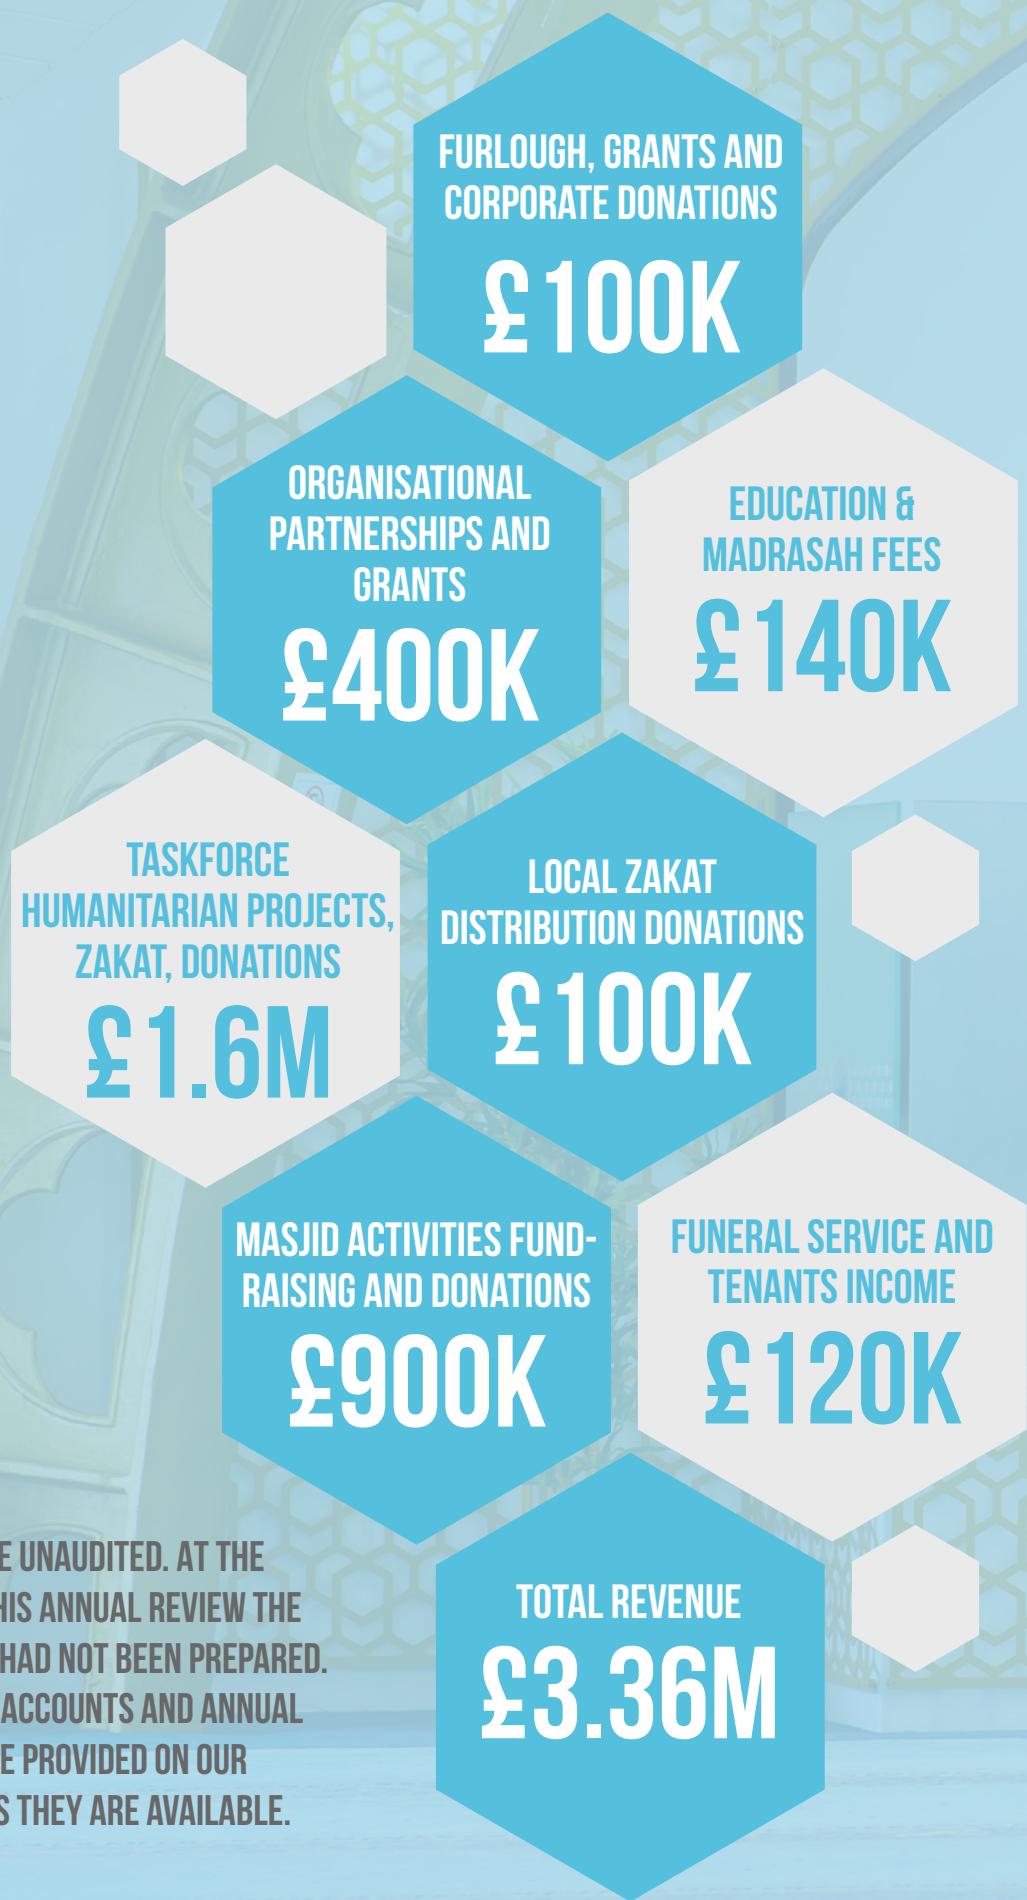 FURLOUGH, GRANTS AND
CORPORATE DONATIONS
£100K
ORGANISATIONAL
PARTNERSHIPS AND
GRANTS
£400K
EDUCATION &
MADRASAH FEES
£140K
TASKFORCE
HUMANITARIAN PROJECTS,
ZAKAT, DONATIONS
£1.6M
LOCAL ZAKAT
DISTRIBUTION DONATIONS
£100K
MASJID ACTIVITIES FUND-
RAISING AND DONATIONS
£900K
FUNERAL SERVICE AND
TENANTS INCOME
£120K
UNAUDITED. AT THE
ANNUAL REVIEW THE
HAD NOT BEEN PREPARED.
ACCOUNTS AND ANNUAL
PROVIDED ON OUR
THEY ARE AVAILABLE.
TOTAL REVENUE
£3.36M